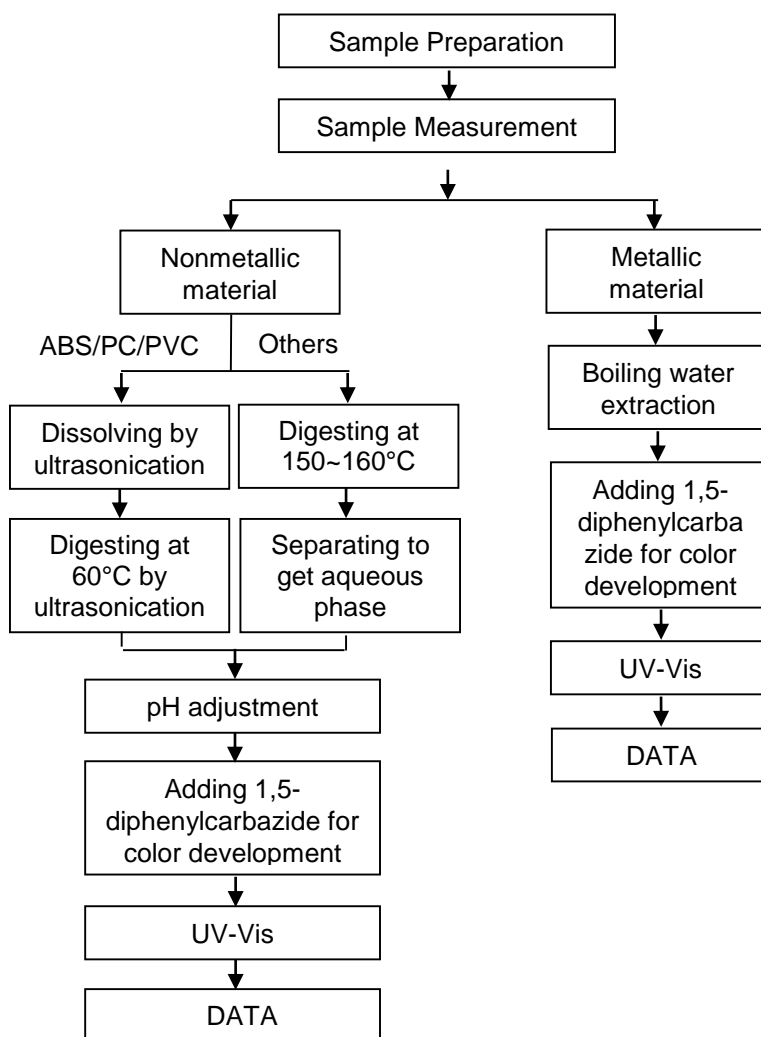 Sample Preparation
Sample Measurement
Nonmetallic
material
Metallic
material
ABS/PC/PVC
Others
Boiling water
extraction
Dissolving by
ultrasonication
Digesting at
150~160°C
Adding 1,5-
diphenylcarba
zide for color
development
Digesting at
60°C by
ultrasonication
Separating to
get aqueous
phase
UV-Vis
pH adjustment
DATA
Adding 1,5-
diphenylcarbazide for
color development
UV-Vis
DATA